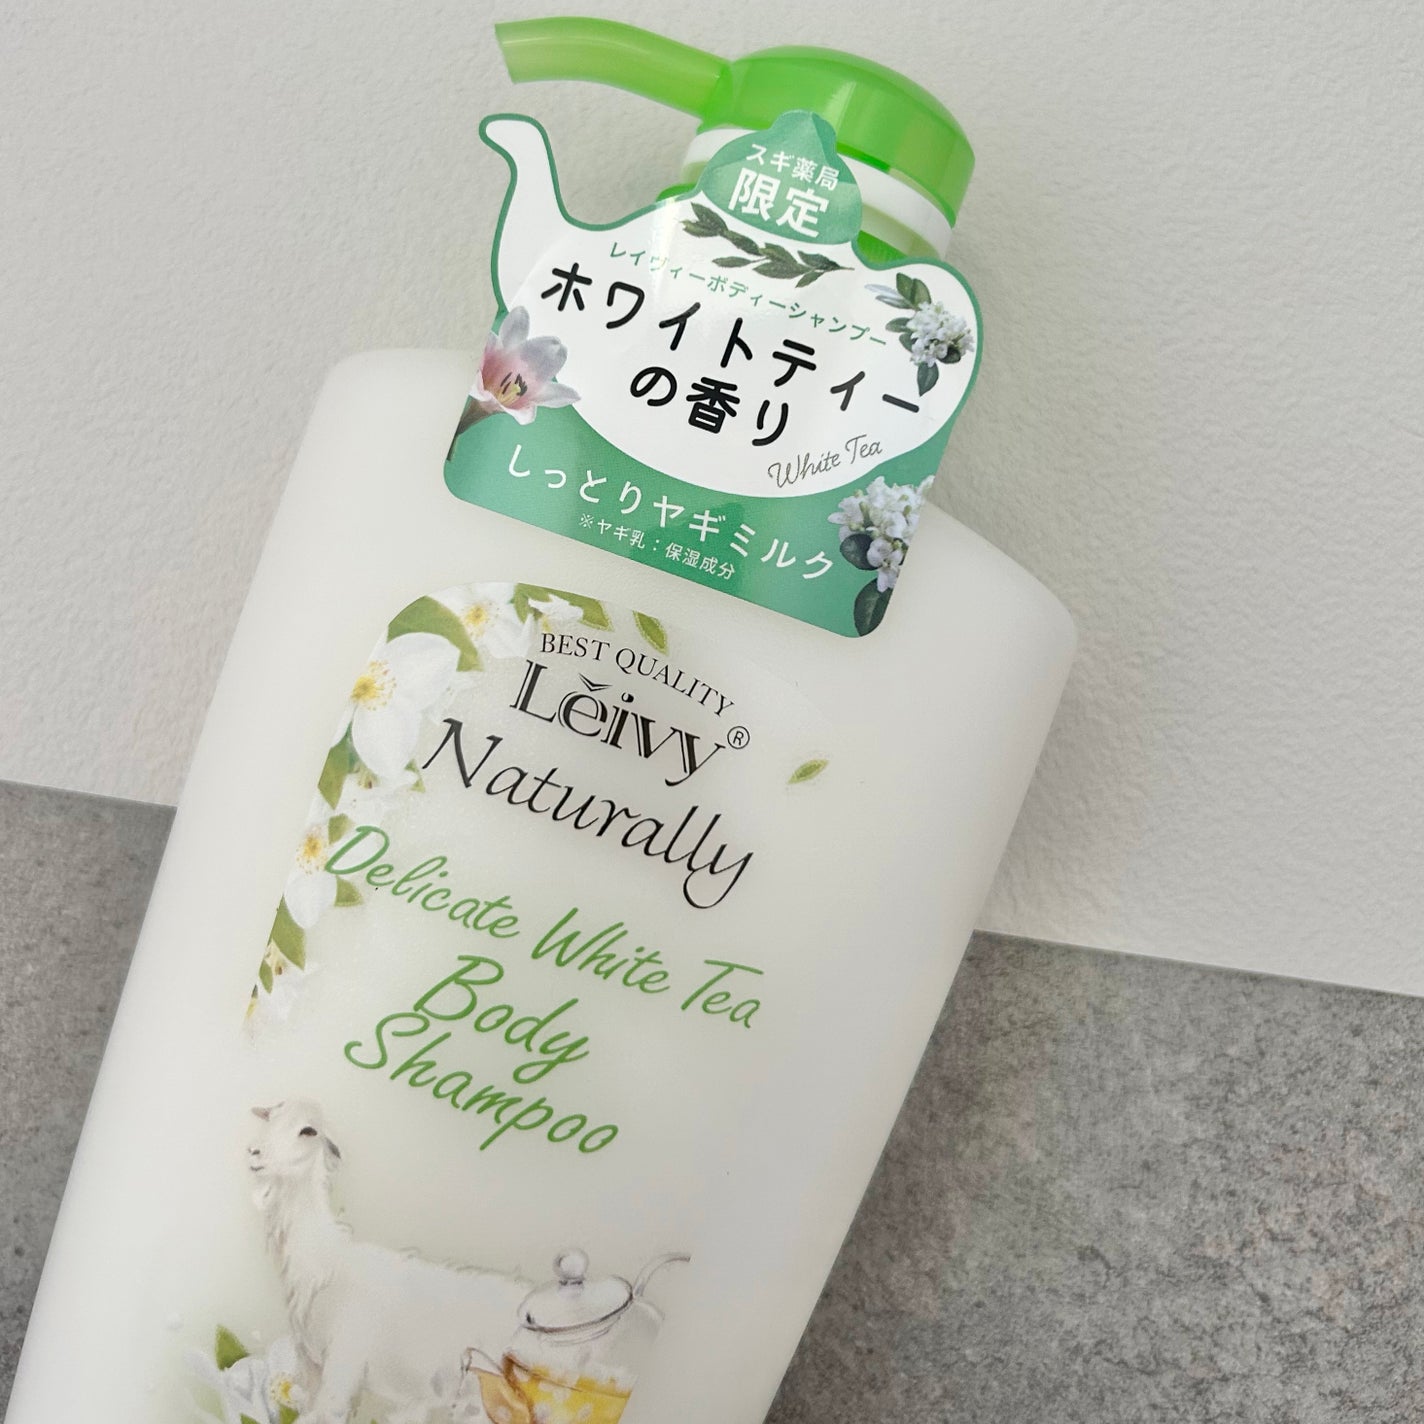 スギ薬局
限定
レイヴィーボディーシャンプー
ホワイトティー
の香り
White Tea
しっとりヤギミルク
※ヤギ乳：保湿成分
BEST QUALITY
Lěivy®
Naturally
Delicate White Tea
Body
Shampoo